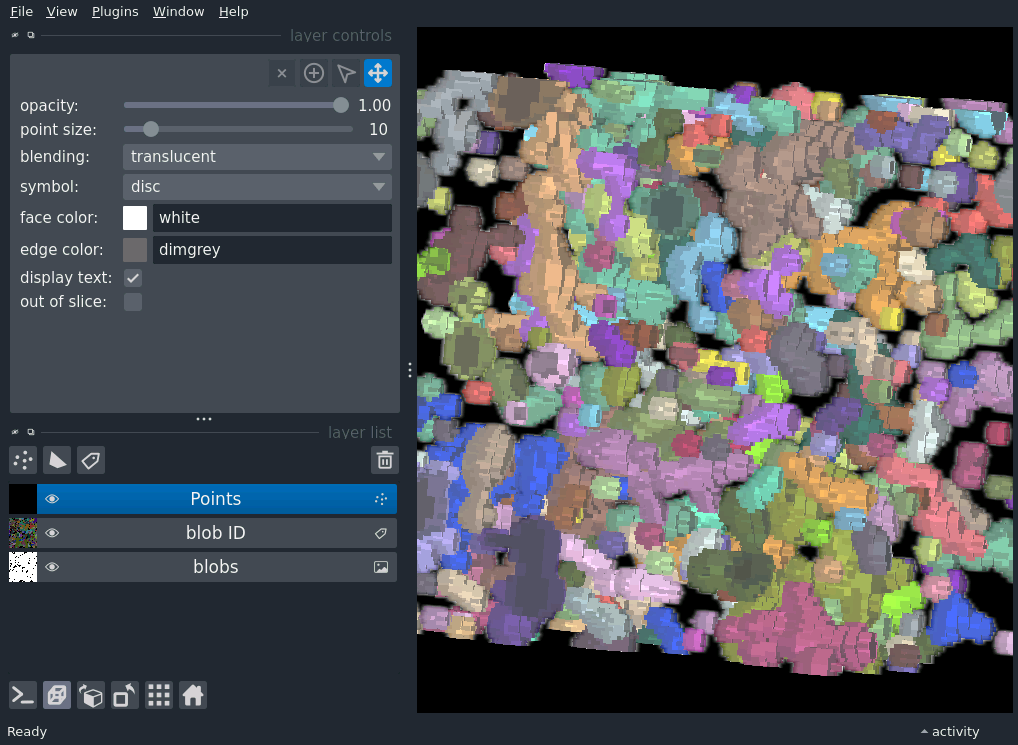 File View Plugins Window Help
layer controls
opacity: 1.00
point size: 10
blending: translucent
symbol: disc
face color: white
edge color: dimgrey
display text:
out of slice:
layer list
Points
blob ID
blobs
Ready activity